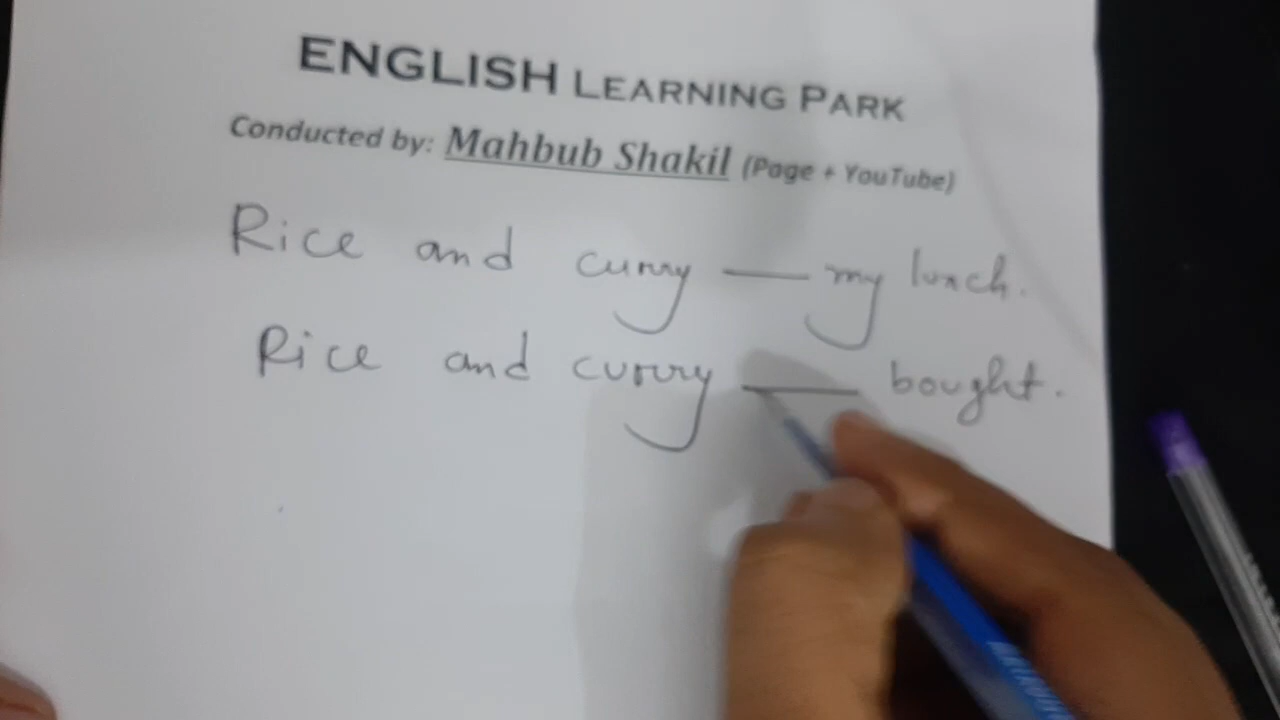 ENGLISH LEARNING PARK
Conducted by: Mahbub Shakil (Page + YouTube)
Rice and curry — my lunch.
Rice and curry — bought.